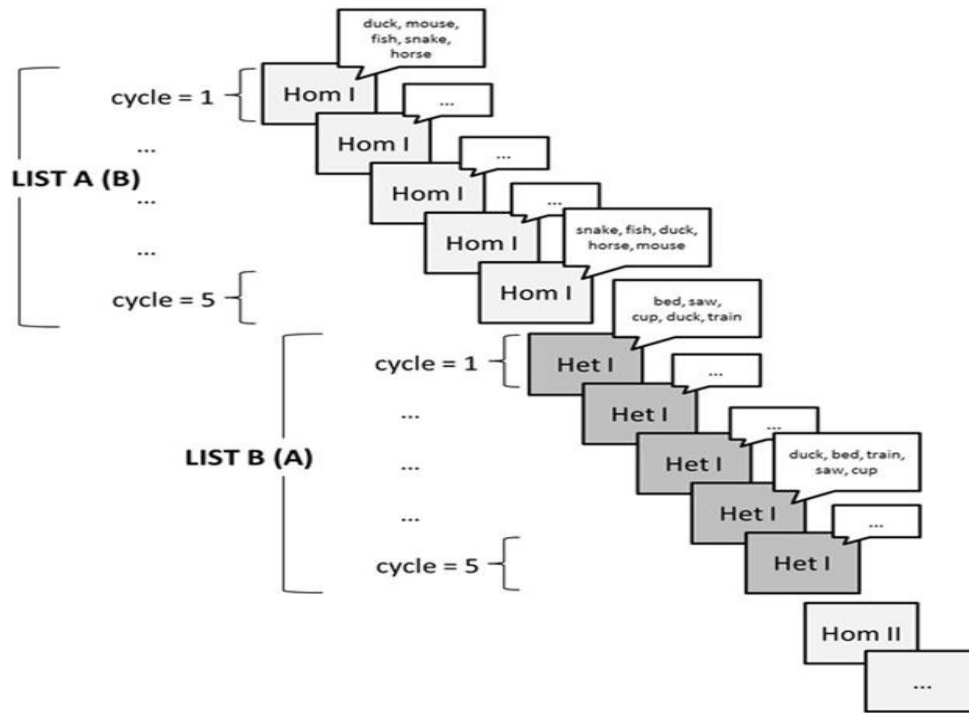 duck, mouse,
fish, snake,
horse
cycle = 1
Hom I
...
...
Hom I
...
LIST A (B)
...
Hom I
...
...
Hom I
snake, fish, duck,
horse, mouse
cycle = 5
Hom I
bed, saw,
cup, duck, train
cycle = 1
Het I
...
...
Het I
...
LIST B (A)
...
Het I
duck, bed, train,
saw, cup
...
Het I
...
cycle = 5
Het I
Hom II
...